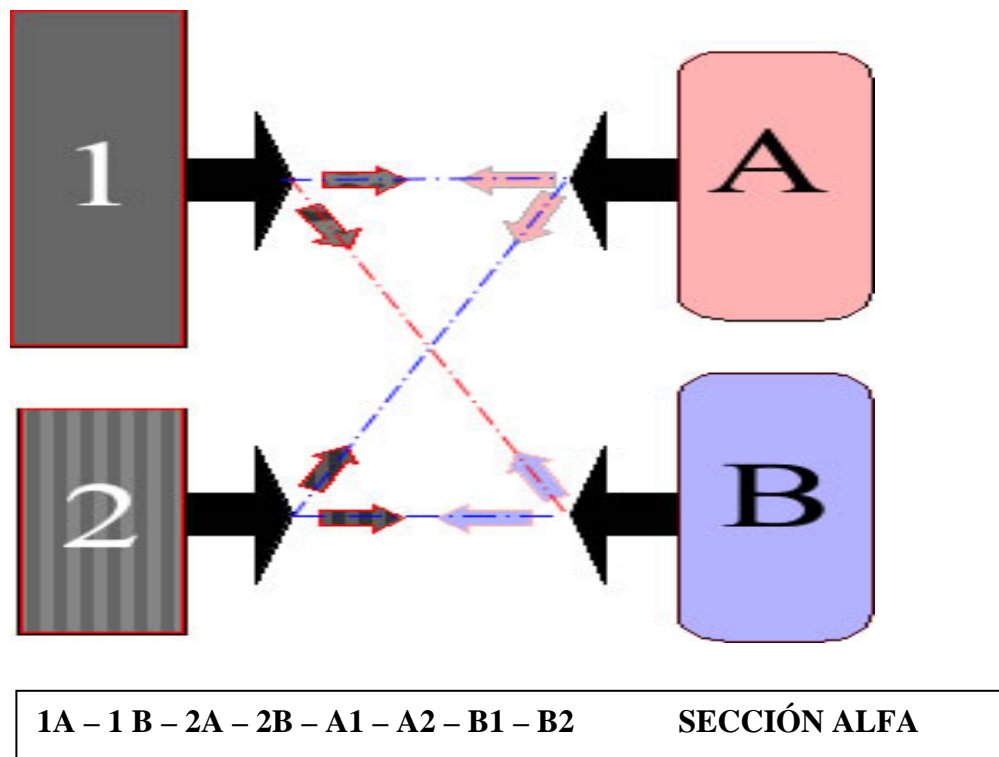 1
A
2
B
1A – 1 B – 2A – 2B – A1 – A2 – B1 – B2 SECCIÓN ALFA